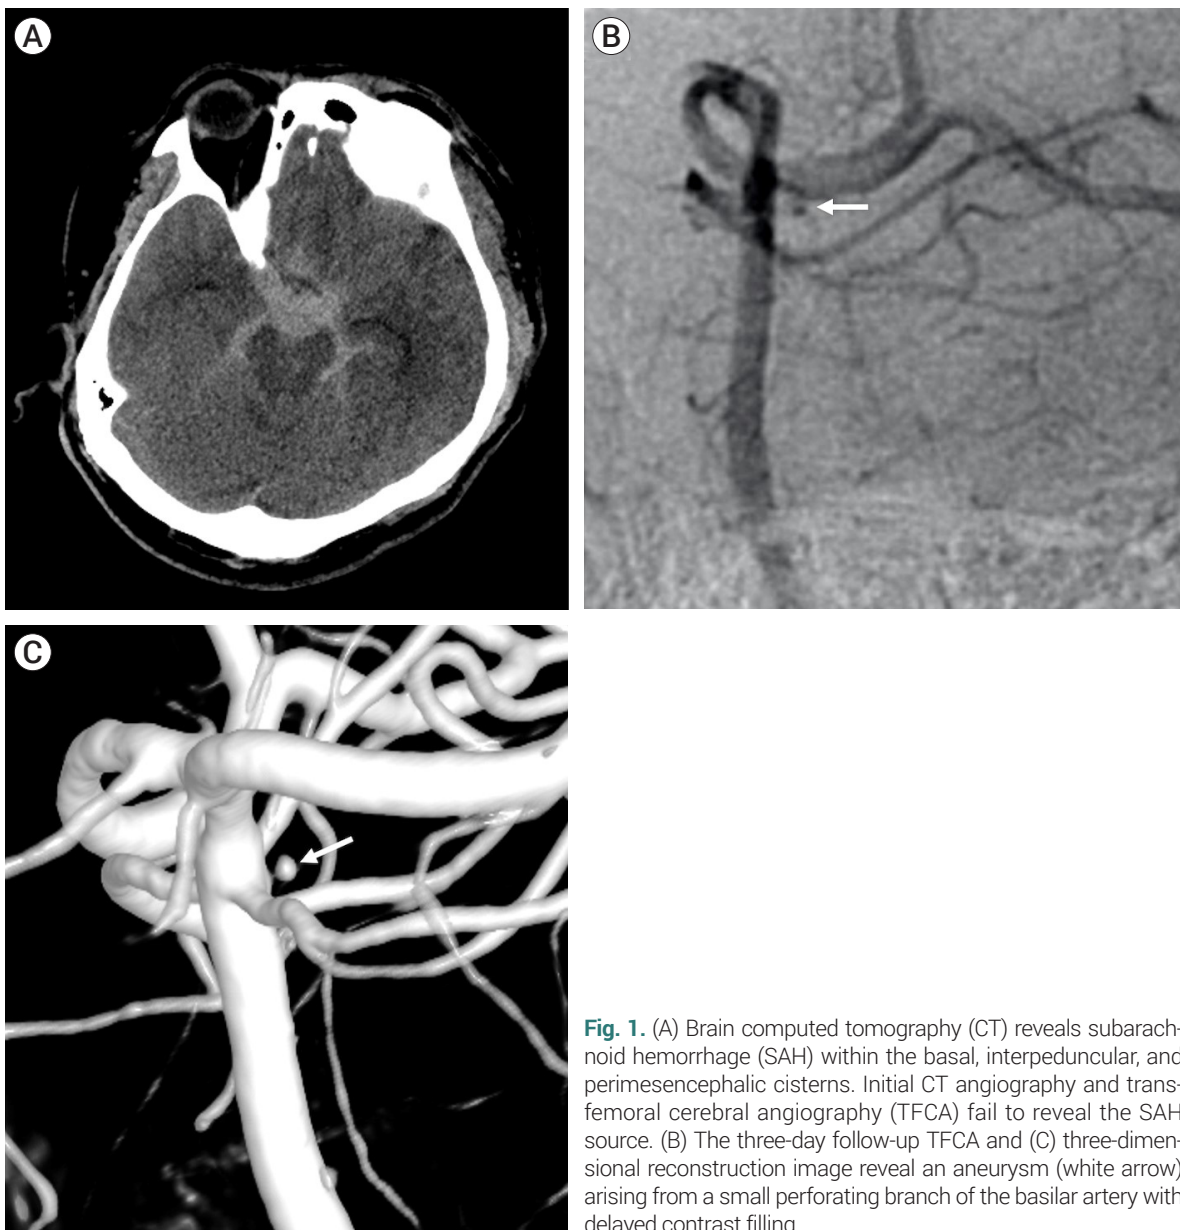 A
B
C
Fig. 1. (A) Brain computed tomography (CT) reveals subarach-
noid hemorrhage (SAH) within the basal, interpeduncular, and
perimesencephalic cisterns. Initial CT angiography and trans-
femoral cerebral angiography (TFCA) fail to reveal the SAH
source. (B) The three-day follow-up TFCA and (C) three-dimen-
sional reconstruction image reveal an aneurysm (white arrow)
arising from a small perforating branch of the basilar artery with
delayed contrast filling